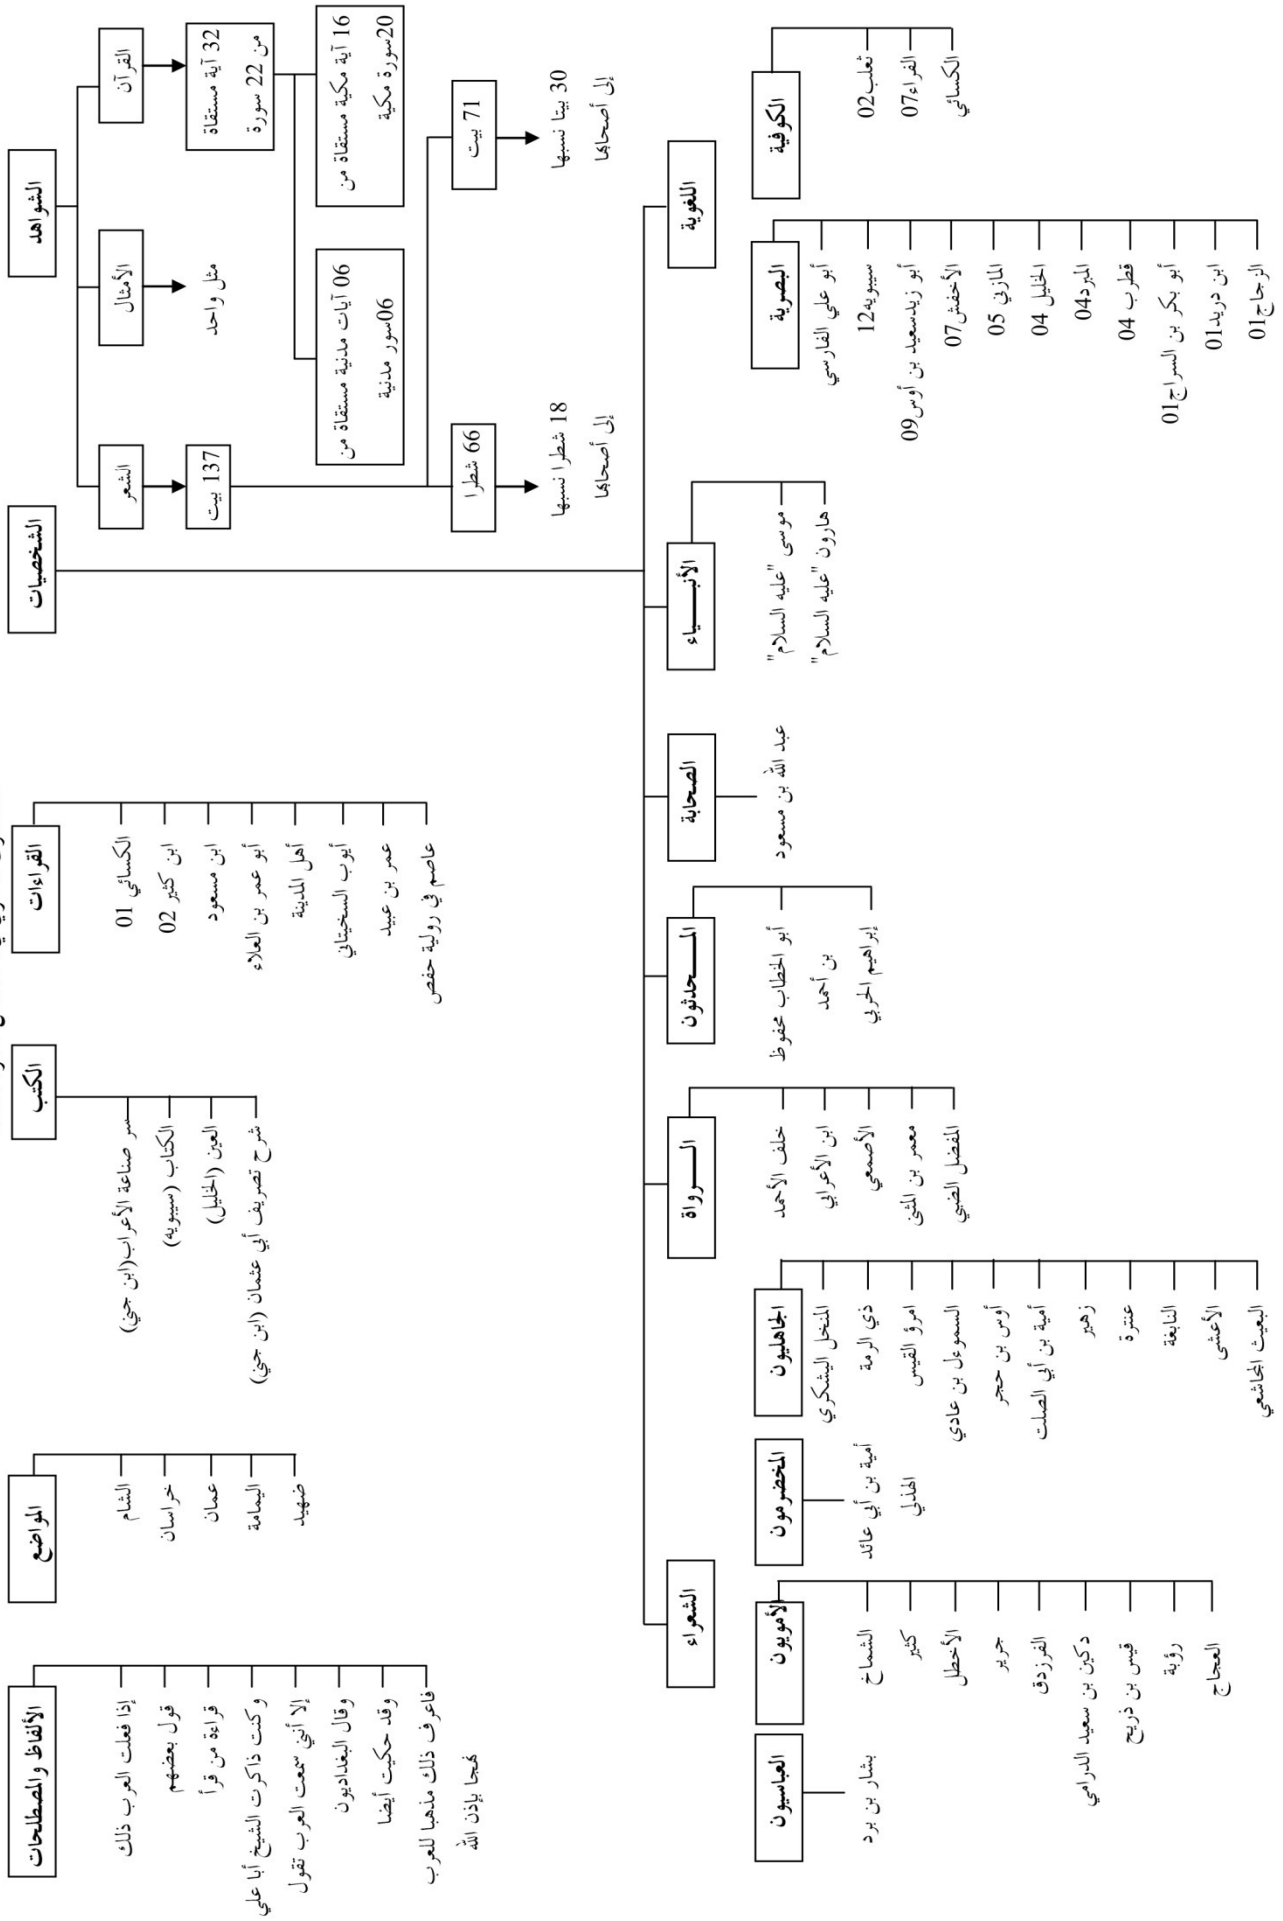 الشواهد
القرآن
32 آية مستقاة
من 22 سورة
16 آية مكية مستقاة من
20سورة مكية
06 آيات مدنية مستقاة من
06سور مدنية
الأمثال
مثل واحد
الشعر
137 بيت
71 بيت
30 بيتا نسبها
إلى أصحابها
66 شطرا
18 شطرا نسبها
إلى أصحابها
الشخصيات
اللغوية
الكوفية
ثعلب02
الفراء07
الكسائي
البصرية
أبو علي الفارسي
سيبويه12
أبو زيدسعيد بن أوس09
الأخفش07
المازني 05
الخليل 04
المبرد04
قطرب 04
أبو بكر بن السراج01
ابن دريد01
الزجاج01
الأنبـــياء
موسى "عليه السلام"
هارون "عليه السلام"
الصحابة
عبد الله بن مسعود
المــــحدثون
أبو الخطاب محفوظ
بن أحمد
إبراهيم الحربي
الـــرواة
خلف الأحمد
ابن الأعرابي
الأصمعي
معمر بن المثنى
المفضل الضبي
الشعراء
الجاهليون
المنخل اليشكري
ذي الرمة
امرؤ القيس
السموءل بن عادي
أوس بن حجر
أمية بن أبي الصلت
زهير
عنترة
النابغة
الأعشى
البعيث المجاشعي
المخضرمون
أمية بن أبي عائد
الهذلي
الأمويون
الشماخ
كثير
الأخطل
جرير
الفرزدق
دكين بن سعيد الدرامي
قيس بن ذريح
رؤبة
العجاج
العباسيون
بشار بن برد
القراءات
الكسائي 01
ابن كثير 02
ابن مسعود
أبو عمر بن العلاء
أهل المدينة
أيوب السختياني
عمر بن عبيد
عاصم في رولية حفص
الكتب
سر صناعة الأعراب(ابن جني)
الكتاب (سيبويه)
العين (الخليل)
شرح تصريف أبي عثمان (ابن جني)
المواضع
الشام
خراسان
عمان
اليمامة
ضهيد
الألفاظ والمصطلحات
إذا فعلت العرب ذلك
قول بعضهم
قراءة من قرأ
وكنت ذاكرت الشيخ أبا علي
إلا أني سمعت العرب تقول
وقال البغداديون
وقد حكيت أيضا
فاعرف ذلك مذهبا للعرب
نهجا بإذن الله